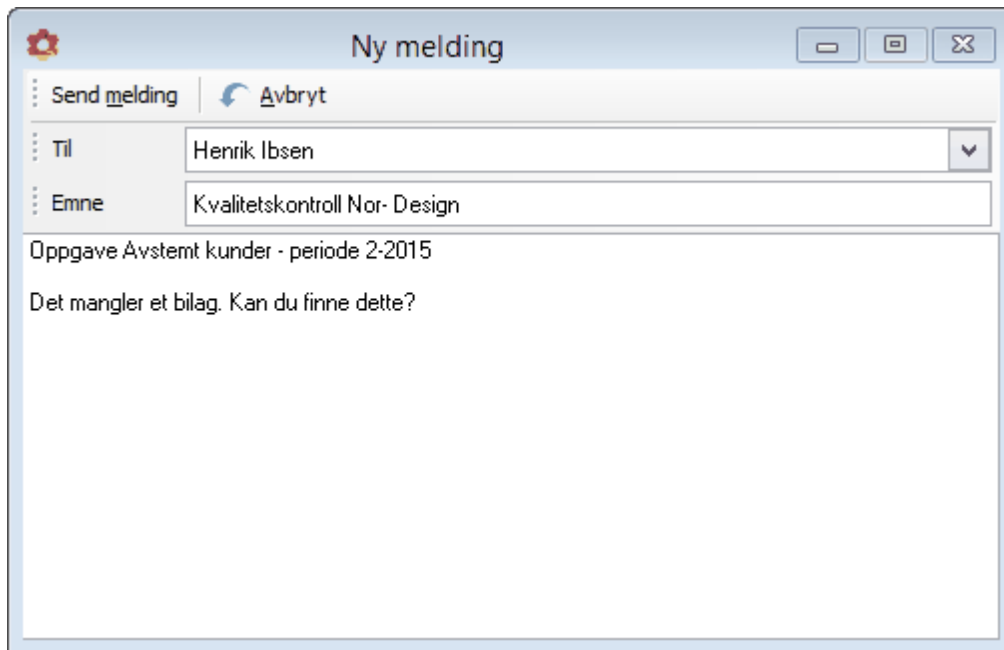 Ny melding
Send melding Avbryt
Til Henrik Ibsen
Emne Kvalitetskontroll Nor- Design
Oppgave Avstemt kunder - periode 2-2015
Det mangler et bilag. Kan du finne dette?